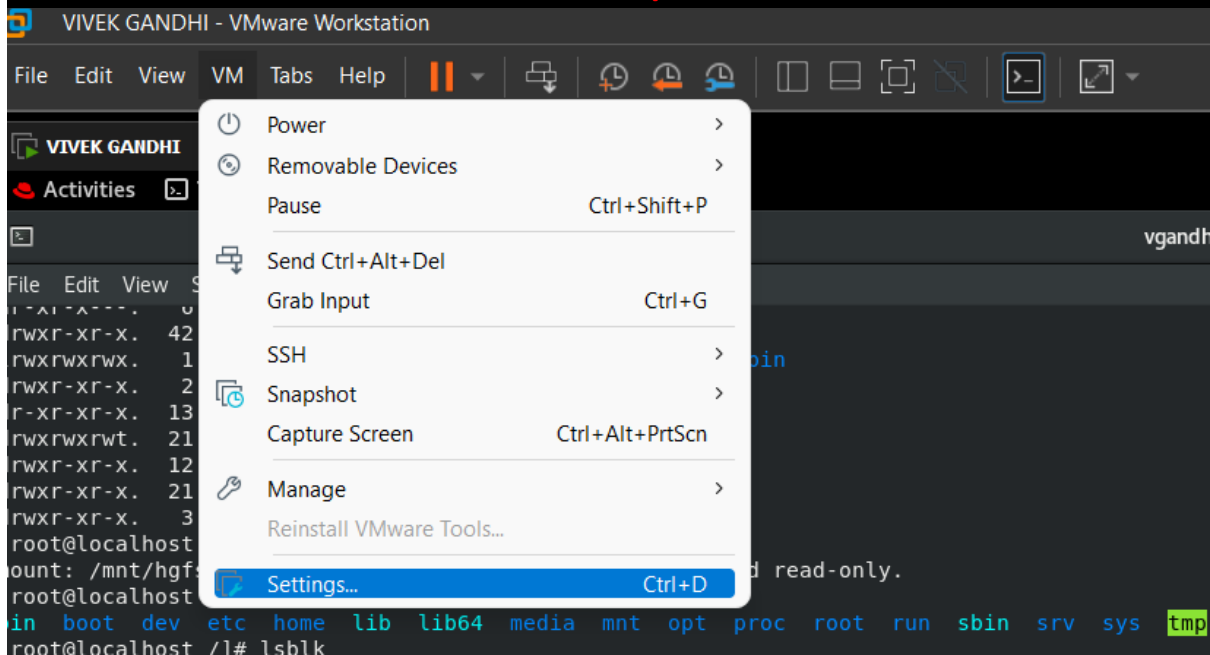 VIVEK GANDHI - VMware Workstation
File Edit View VM Tabs Help
VIVEK GANDHI
Activities
Power
Removable Devices
Pause Ctrl+Shift+P
vgandh
Send Ctrl+Alt+Del
File Edit View
Grab Input Ctrl+G
rwxr-xr-x. 42
rwxrwxrwx. 1
SSH
bin
rwxr-xr-x. 2
Snapshot
r-xr-xr-x. 13
rwxrwxrwt. 21
Capture Screen Ctrl+Alt+PrtScn
rwxr-xr-x. 12
rwxr-xr-x. 21
Manage
rwxr-xr-x. 3
Reinstall VMware Tools...
root@localhost
ount: /mnt/hgfs d read-only.
Settings... Ctrl+D
root@localhost
in boot dev etc home lib lib64 media mnt opt proc root run sbin srv sys tmp
root@localhost /]# lsblk